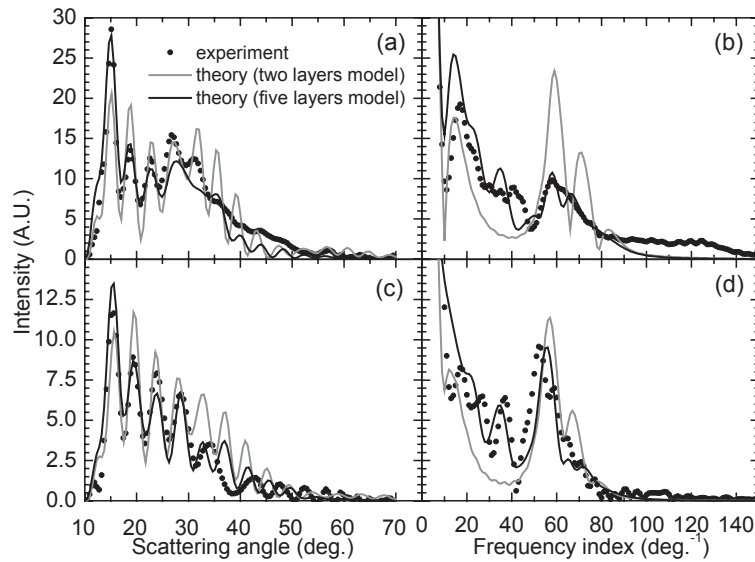 30
25
20
15
10
5
0
(a)
experiment
theory (two layers model)
theory (five layers model)
(b)
Intensity (A.U.)
12.5
10.0
7.5
5.0
2.5
0.0
(c)
(d)
10 20 30 40 50 60 70
0 20 40 60 80 100 120 140
Scattering angle (deg.)
Frequency index (deg.⁻¹)